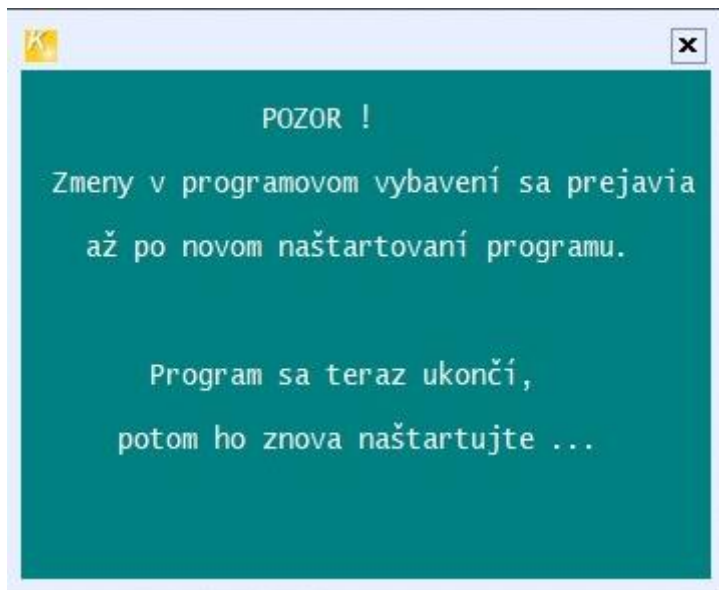 POZOR !
Zmeny v programovom vybavení sa prejavia
až po novom naštartovaní programu.
Program sa teraz ukončí,
potom ho znova naštartujte ...